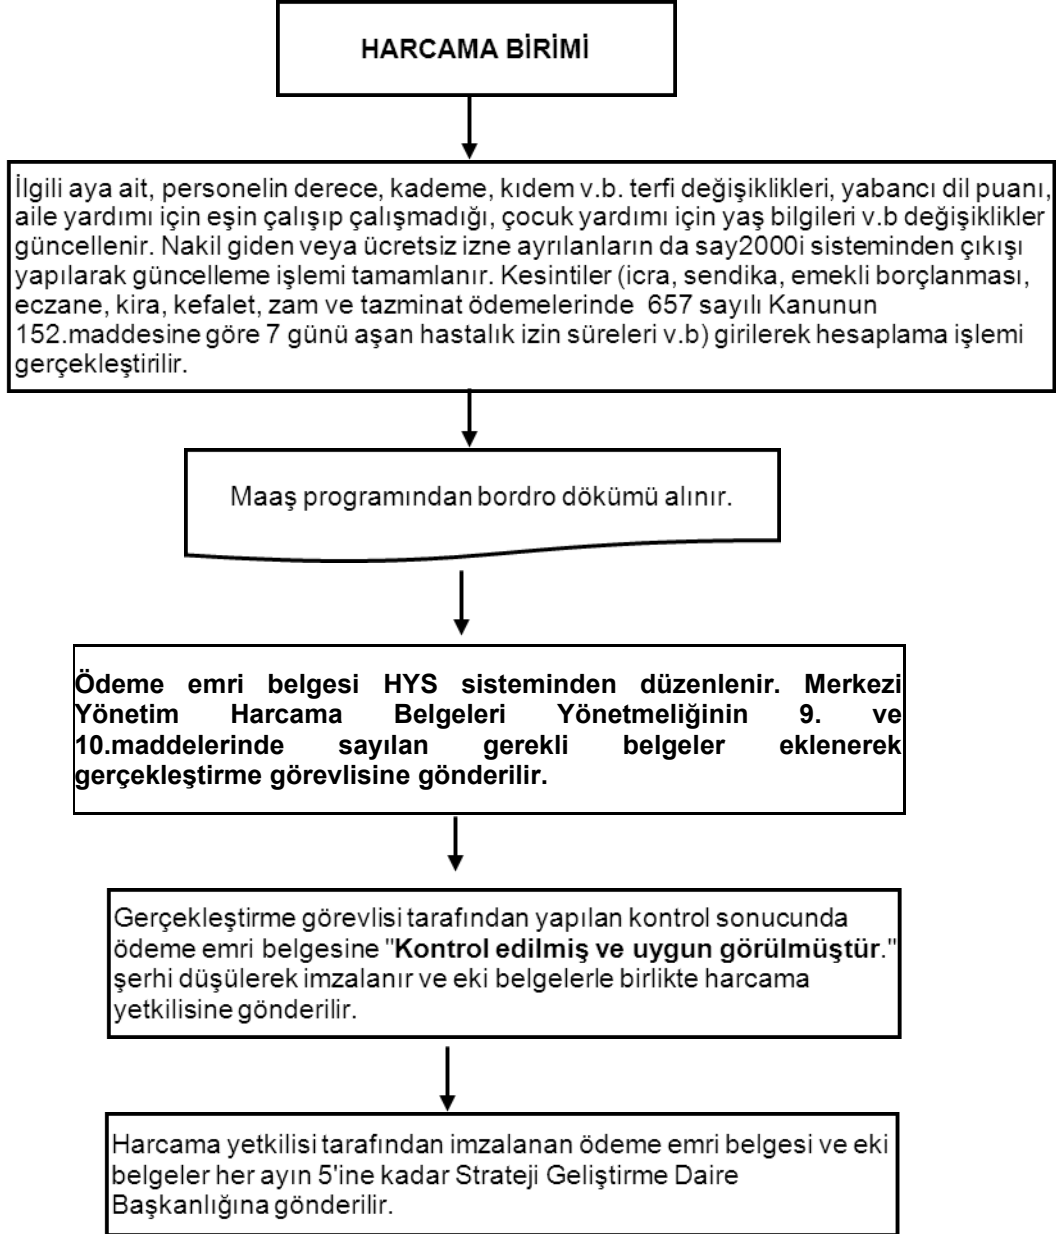 HARCAMA BİRİMİ
İlgili aya ait, personelin derece, kademe, kıdem v.b. terfi değişiklikleri, yabancı dil puanı,
aile yardımı için eşin çalışıp çalışmadığı, çocuk yardımı için yaş bilgileri v.b değişiklikler
güncellenir. Nakil giden veya ücretsiz izne ayrılanların da say2000i sisteminden çıkışı
yapılarak güncelleme işlemi tamamlanır. Kesintiler (icra, sendika, emekli borçlanması,
eczane, kira, kefalet, zam ve tazminat ödemelerinde 657 sayılı Kanunun
152.maddesine göre 7 günü aşan hastalık izin süreleri v.b) girilerek hesaplama işlemi
gerçekleştirilir.
Maaş programından bordro dökümü alınır.
Ödeme emri belgesi HYS sisteminden düzenlenir. Merkezi
Yönetim Harcama Belgeleri Yönetmeliğinin 9. ve
10.maddelerinde sayılan gerekli belgeler eklenerek
gerçekleştirme görevlisine gönderilir.
Gerçekleştirme görevlisi tarafından yapılan kontrol sonucunda
ödeme emri belgesine "Kontrol edilmiş ve uygun görülmüştür."
şerhi düşülerek imzalanır ve eki belgelerle birlikte harcama
yetkilisine gönderilir.
Harcama yetkilisi tarafından imzalanan ödeme emri belgesi ve eki
belgeler her ayın 5'ine kadar Strateji Geliştirme Daire
Başkanlığına gönderilir.